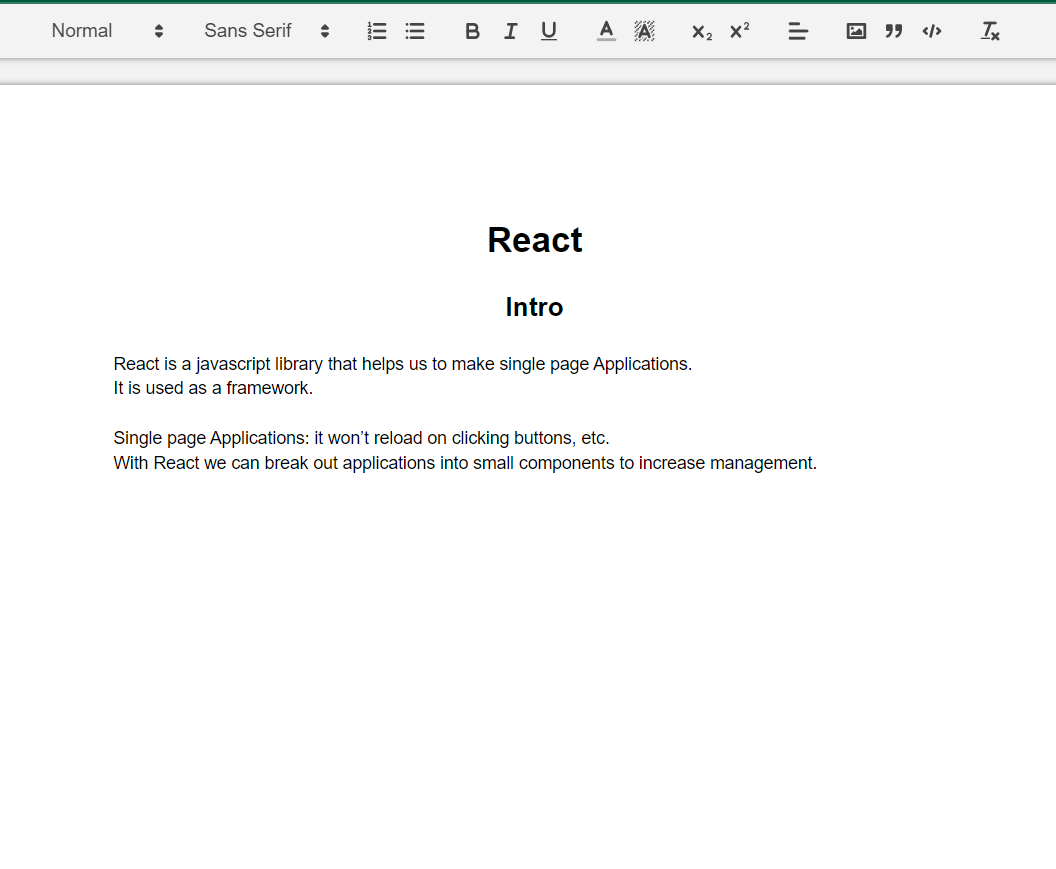 Normal Sans Serif
React
Intro
React is a javascript library that helps us to make single page Applications.
It is used as a framework.
Single page Applications: it won’t reload on clicking buttons, etc.
With React we can break out applications into small components to increase management.